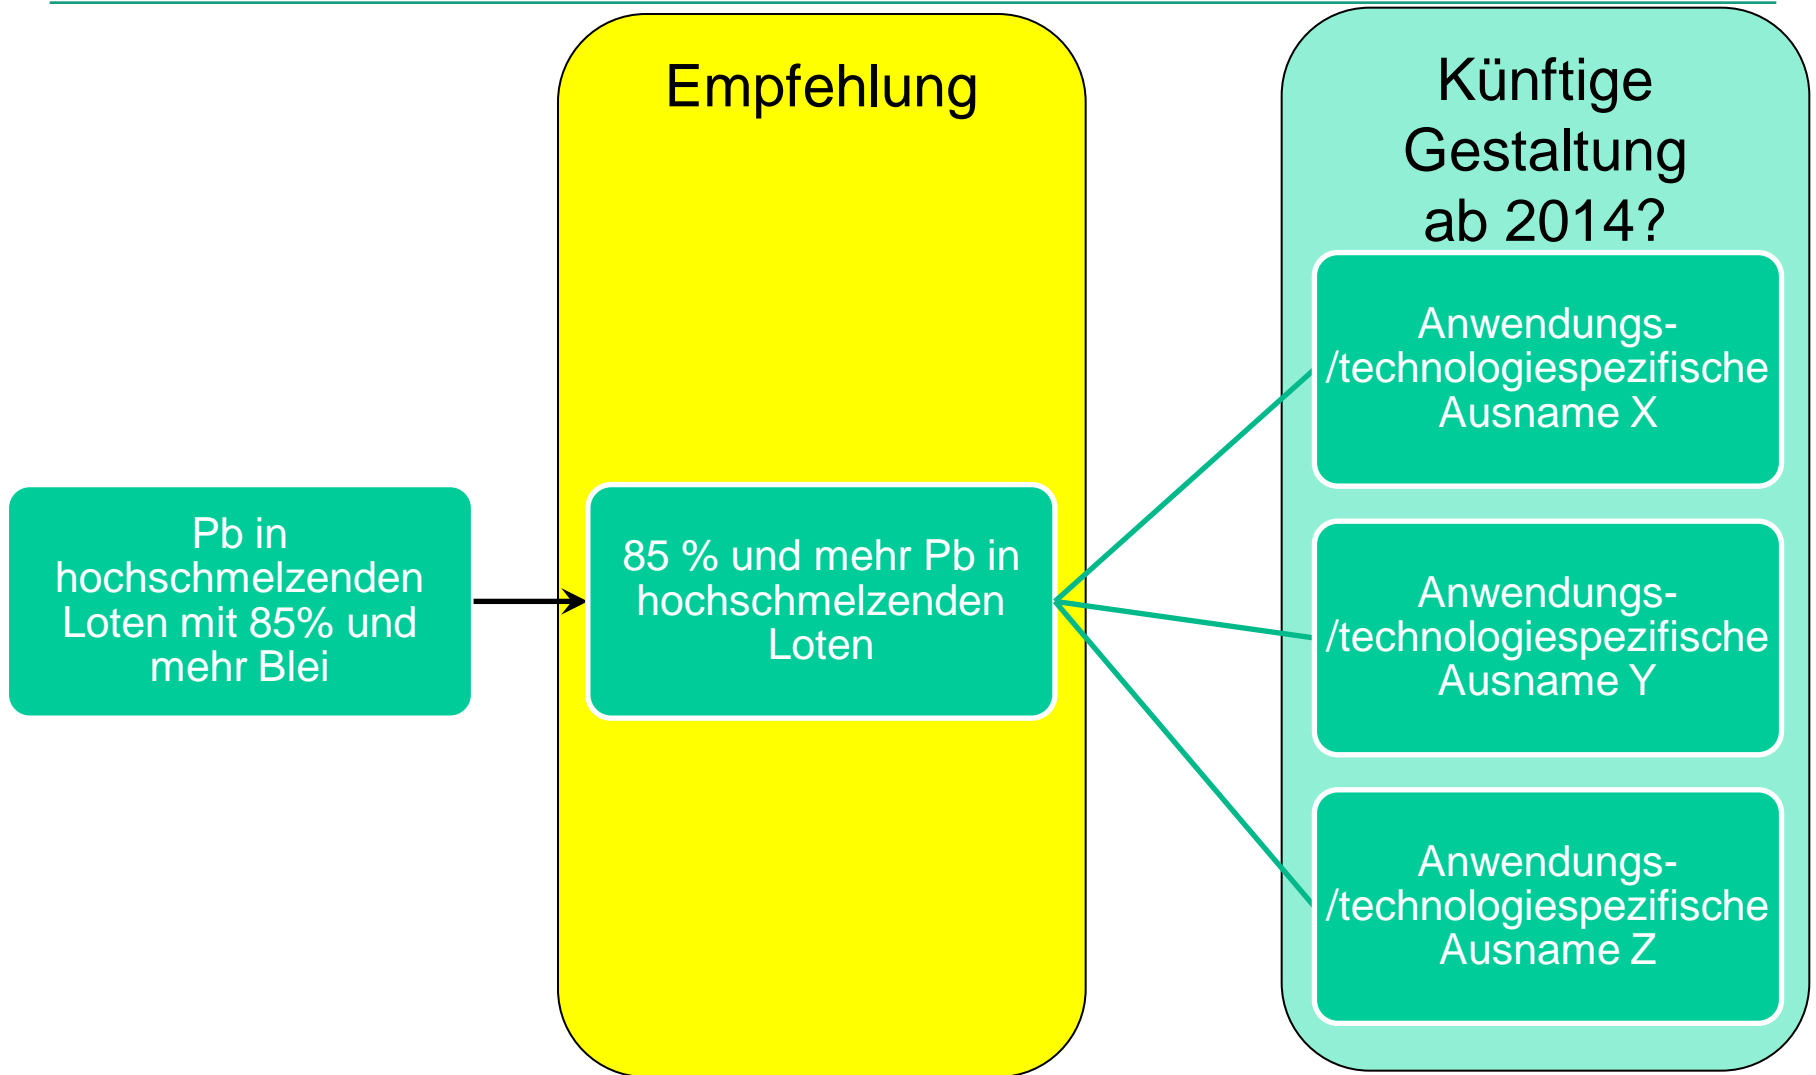 Pb in
hochschmelzenden
Loten mit 85% und
mehr Blei
Empfehlung
85 % und mehr Pb in
hochschmelzenden
Loten
Künftige
Gestaltung
ab 2014?
Anwendungs-
/technologiespezifische
Ausname X
Anwendungs-
/technologiespezifische
Ausname Y
Anwendungs-
/technologiespezifische
Ausname Z